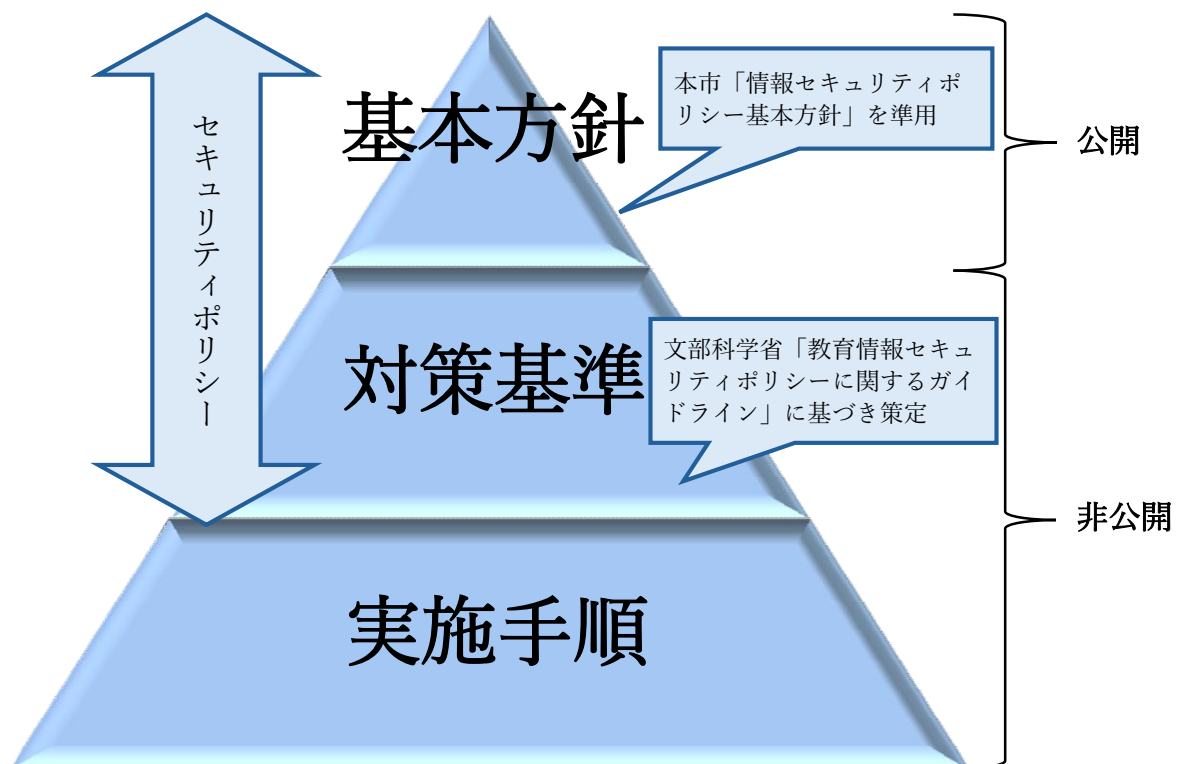 セキュリティポリシー
基本方針
本市「情報セキュリティポ
リシー基本方針」を準用
公開
対策基準
文部科学省「教育情報セキュ
リティポリシーに関するガイ
ドライン」に基づき策定
非公開
実施手順